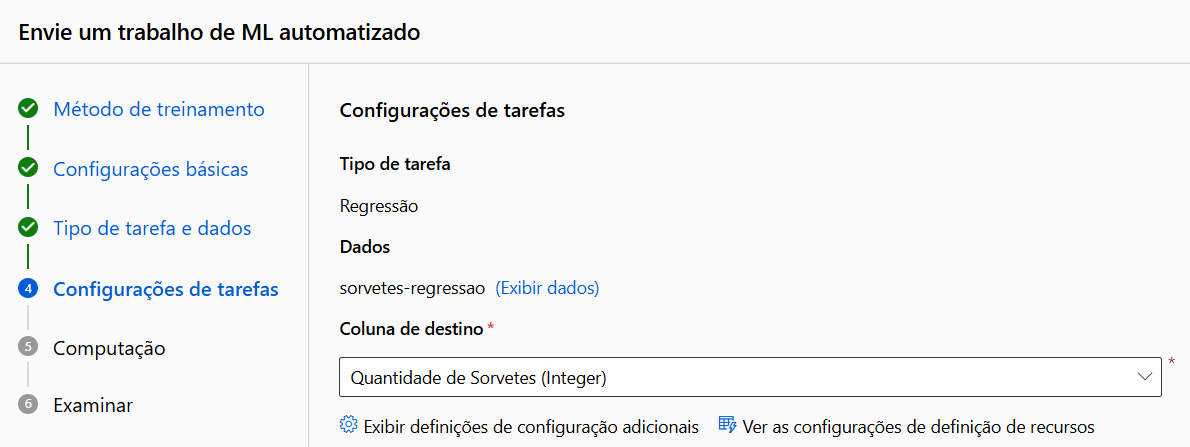 Envie um trabalho de ML automatizado
Método de treinamento
Configurações básicas
Tipo de tarefa e dados
4 Configurações de tarefas
5 Computação
6 Examinar
Configurações de tarefas
Tipo de tarefa
Regressão
Dados
sorvetes-regressao (Exibir dados)
Coluna de destino *
Quantidade de Sorvetes (Integer) *
Exibir definições de configuração adicionais Ver as configurações de definição de recursos